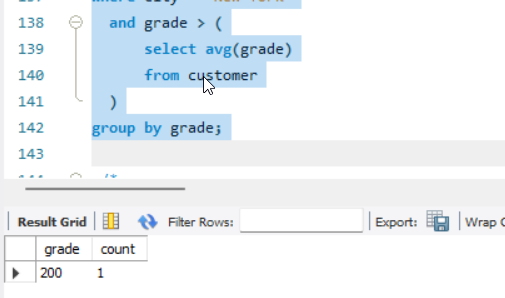 138 and grade > (
139 select avg(grade)
140 from customer
141 )
142 group by grade;
143
Result Grid Filter Rows: Export: Wrap
grade count
200 1